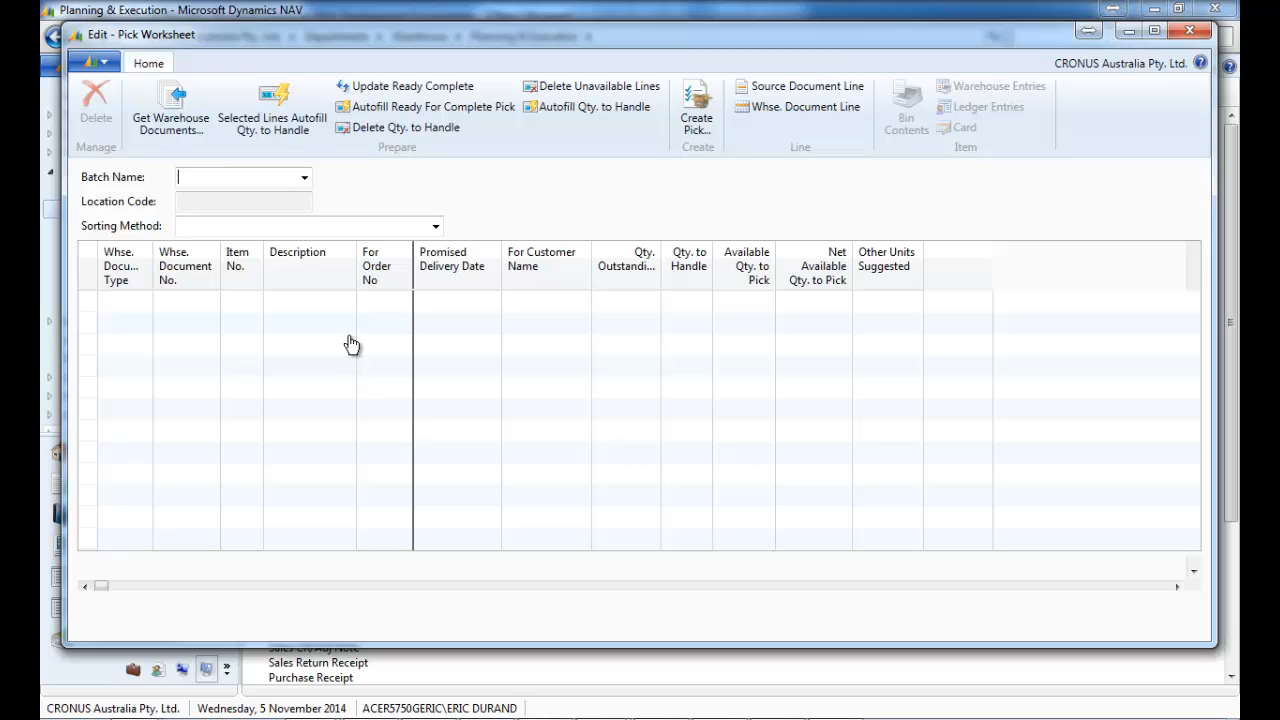 Planning & Execution - Microsoft Dynamics NAV
Edit - Pick Worksheet
Home
CRONUS Australia Pty. Ltd.
Delete
Get Warehouse
Documents...
Selected Lines Autofill
Qty. to Handle
Update Ready Complete
Autofill Ready For Complete Pick
Delete Qty. to Handle
Delete Unavailable Lines
Autofill Qty. to Handle
Create
Pick...
Source Document Line
Whse. Document Line
Bin
Contents
Warehouse Entries
Ledger Entries
Card
Manage
Prepare
Create
Line
Item
Batch Name:
Location Code:
Sorting Method:
Whse.
Docu...
Type
Whse.
Document
No.
Item
No.
Description
For
Order
No
Promised
Delivery Date
For Customer
Name
Qty.
Outstandi...
Qty. to
Handle
Available
Qty. to
Pick
Net
Available
Qty. to Pick
Other Units
Suggested
Sales Return Receipt
Purchase Receipt
CRONUS Australia Pty. Ltd.
Wednesday, 5 November 2014
ACER5750GERIC\ERIC DURAND